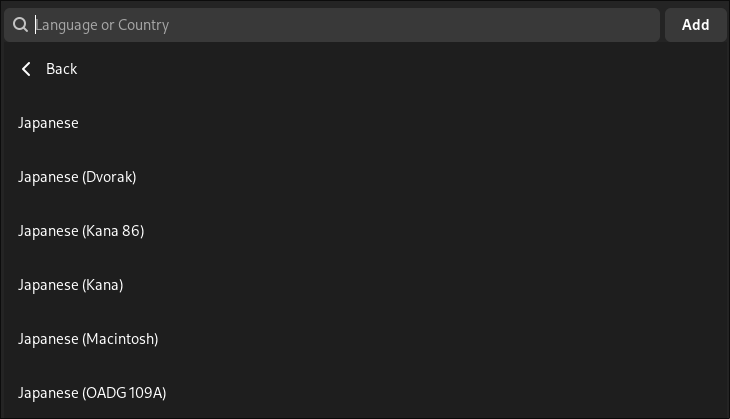 Language or Country Add
Back
Japanese
Japanese (Dvorak)
Japanese (Kana 86)
Japanese (Kana)
Japanese (Macintosh)
Japanese (OADG 109A)